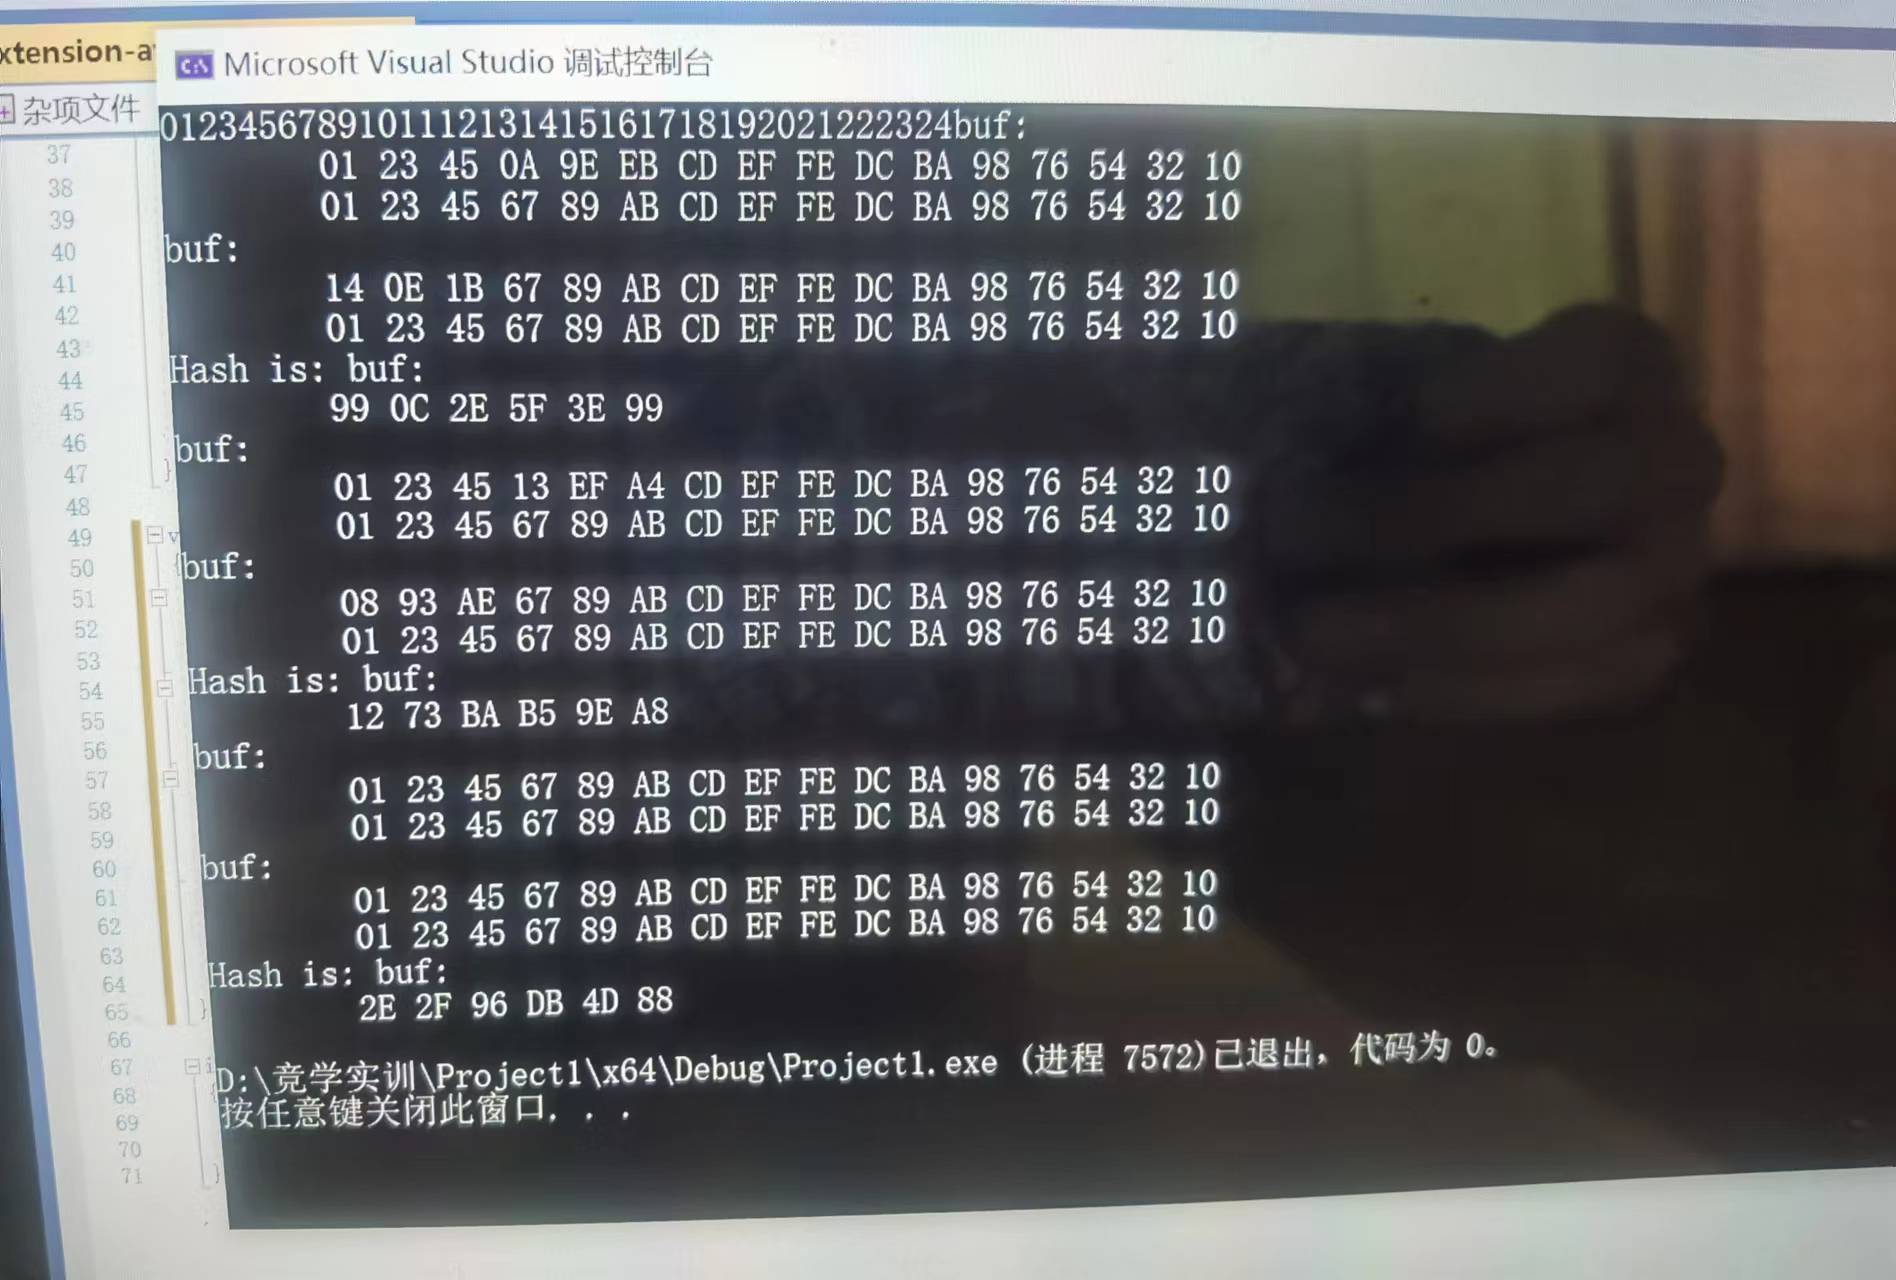 xtension-a
Microsoft Visual Studio 调试控制台
杂项文件
0123456789101112131415161718192021222324buf:
01 23 45 0A 9E EB CD EF FE DC BA 98 76 54 32 10
01 23 45 67 89 AB CD EF FE DC BA 98 76 54 32 10
buf:
14 0E 1B 67 89 AB CD EF FE DC BA 98 76 54 32 10
01 23 45 67 89 AB CD EF FE DC BA 98 76 54 32 10
Hash is: buf:
99 0C 2E 5F 3E 99
buf:
01 23 45 13 EF A4 CD EF FE DC BA 98 76 54 32 10
01 23 45 67 89 AB CD EF FE DC BA 98 76 54 32 10
buf:
08 93 AE 67 89 AB CD EF FE DC BA 98 76 54 32 10
01 23 45 67 89 AB CD EF FE DC BA 98 76 54 32 10
Hash is: buf:
12 73 BA B5 9E A8
buf:
01 23 45 67 89 AB CD EF FE DC BA 98 76 54 32 10
01 23 45 67 89 AB CD EF FE DC BA 98 76 54 32 10
buf:
01 23 45 67 89 AB CD EF FE DC BA 98 76 54 32 10
01 23 45 67 89 AB CD EF FE DC BA 98 76 54 32 10
Hash is: buf:
2E 2F 96 DB 4D 88
D:\竞学实训\Project1\x64\Debug\Project1.exe (进程 7572)已退出，代码为 0。
按任意键关闭此窗口. . .
37
38
39
40
41
42
43
44
45
46
47
48
49
50
51
52
53
54
55
56
57
58
59
60
61
62
63
64
65
66
67
68
69
70
71